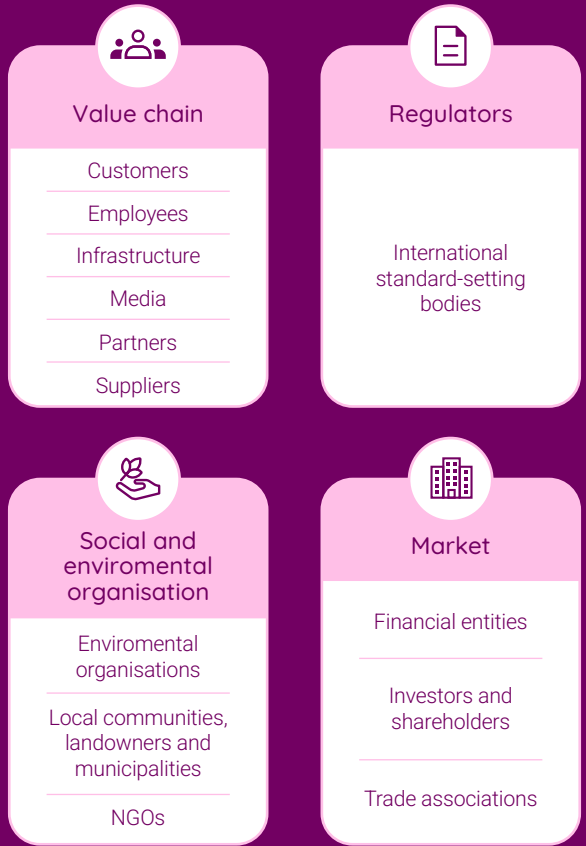 Value chain
Customers
Employees
Infrastructure
Media
Partners
Suppliers
Regulators
International
standard-setting
bodies
Social and
enviromental
organisation
Enviromental
organisations
Local communities,
landowners and
municipalities
NGOs
Market
Financial entities
Investors and
shareholders
Trade associations